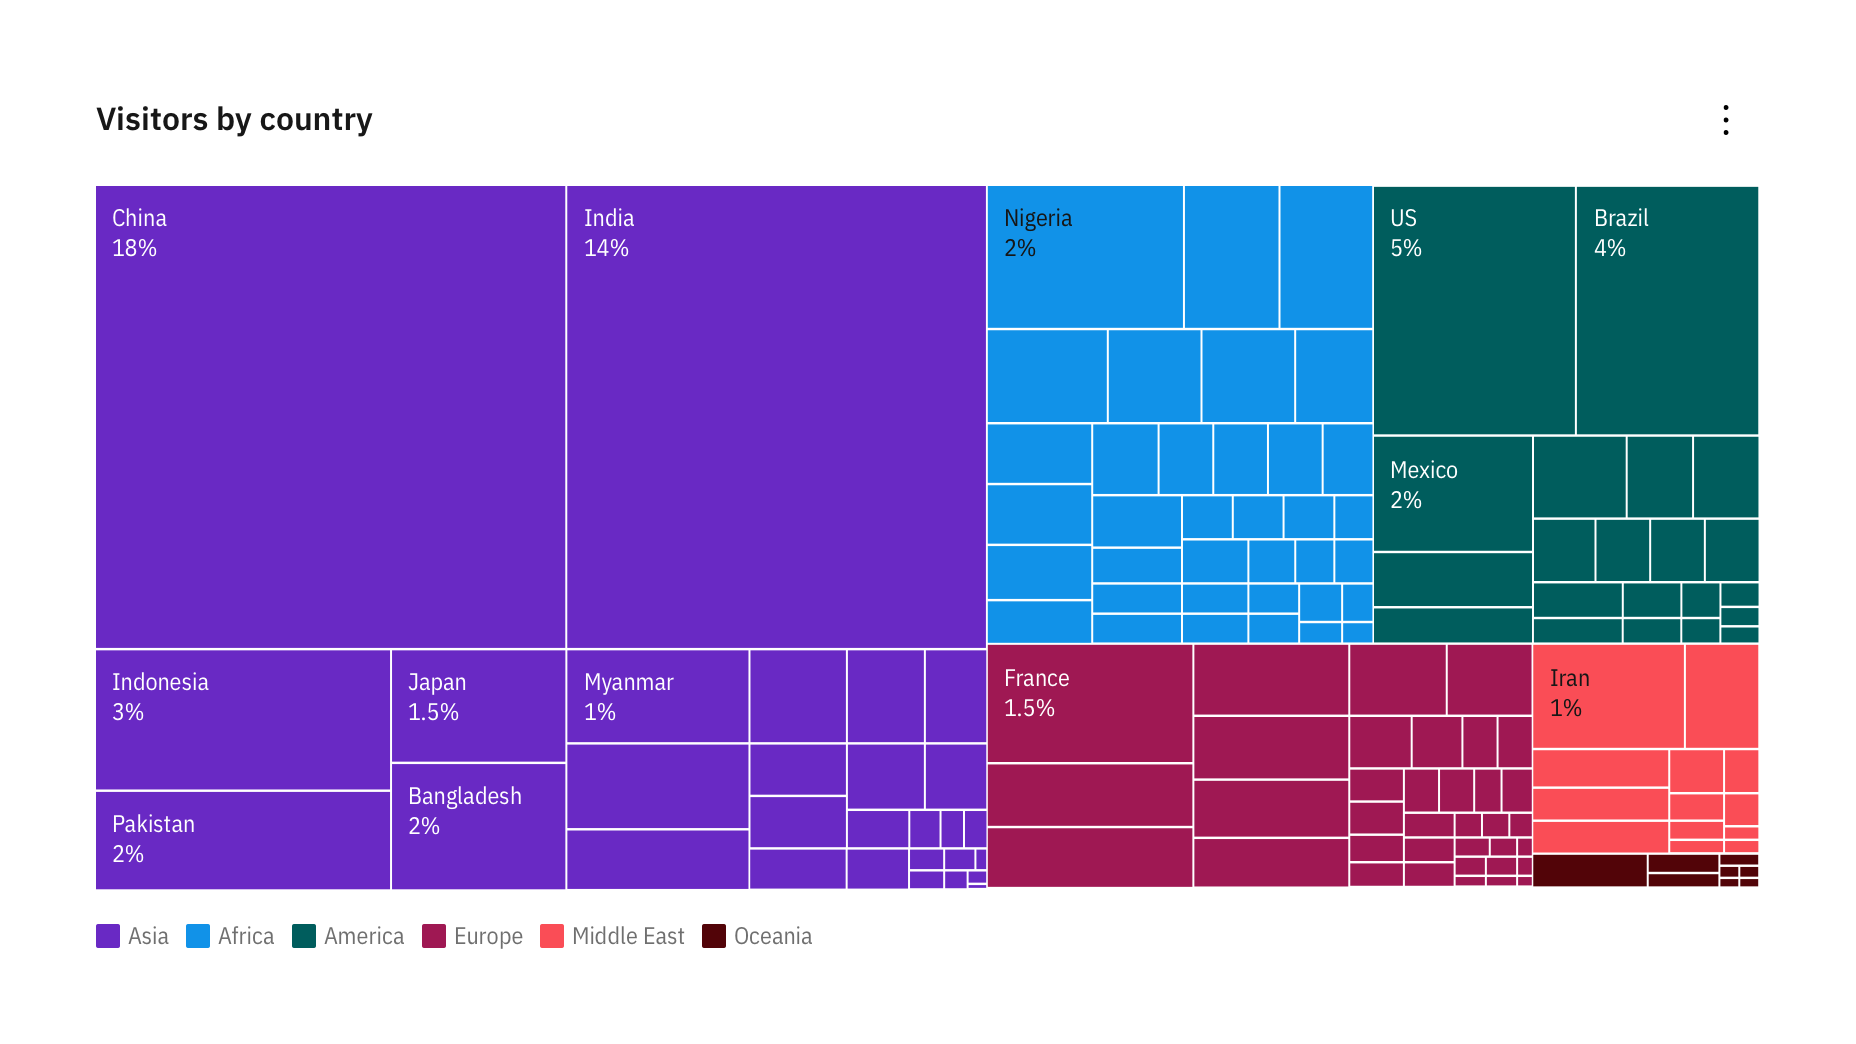 Visitors by country
China
18%
India
14%
Nigeria
2%
US
5%
Brazil
4%
Mexico
2%
Indonesia
3%
Japan
1.5%
Myanmar
1%
France
1.5%
Iran
1%
Pakistan
2%
Bangladesh
2%
Asia
Africa
America
Europe
Middle East
Oceania